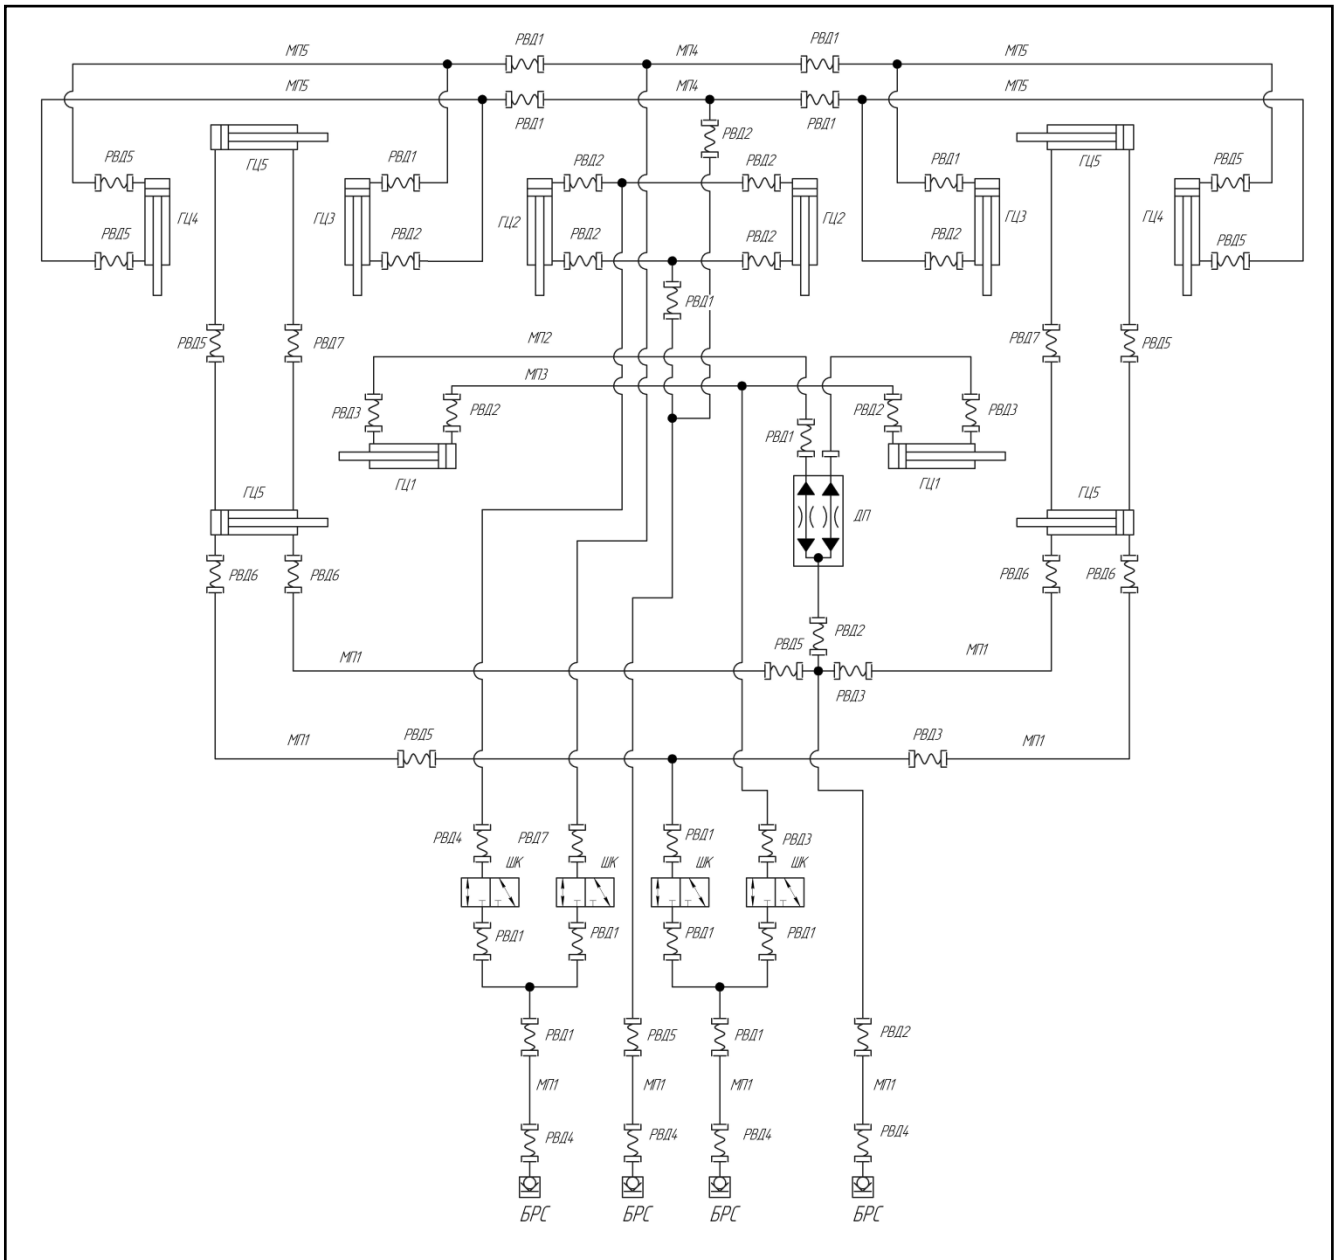 РВД1 РВД1
МП5 МП4 МП5
МП5 МП4 МП5
РВД1 РВД1
РВД2
ГЦ5 ГЦ5
РВД5 РВД1 РВД2 РВД2 РВД1 РВД5
ГЦ4 ГЦ3 ГЦ2 ГЦ2 ГЦ3 ГЦ4
РВД5 РВД2 РВД2 РВД2 РВД2 РВД5
РВД1
РВД5 РВД7 РВД7 РВД5
МП2
МП3
РВД3 РВД2 РВД2 РВД3
РВД1
ГЦ1 ГЦ1
ГЦ5 ГЦ5
ДП
РВД6 РВД6 РВД6 РВД6
РВД2
РВД5
МП1 МП1
РВД3
РВД5 РВД3
МП1 МП1
РВД4 РВД7 РВД1 РВД3
ШК ШК ШК ШК
РВД1 РВД1 РВД1 РВД1
РВД1 РВД5 РВД1 РВД2
МП1 МП1 МП1 МП1
РВД4 РВД4 РВД4 РВД4
БРС БРС БРС БРС